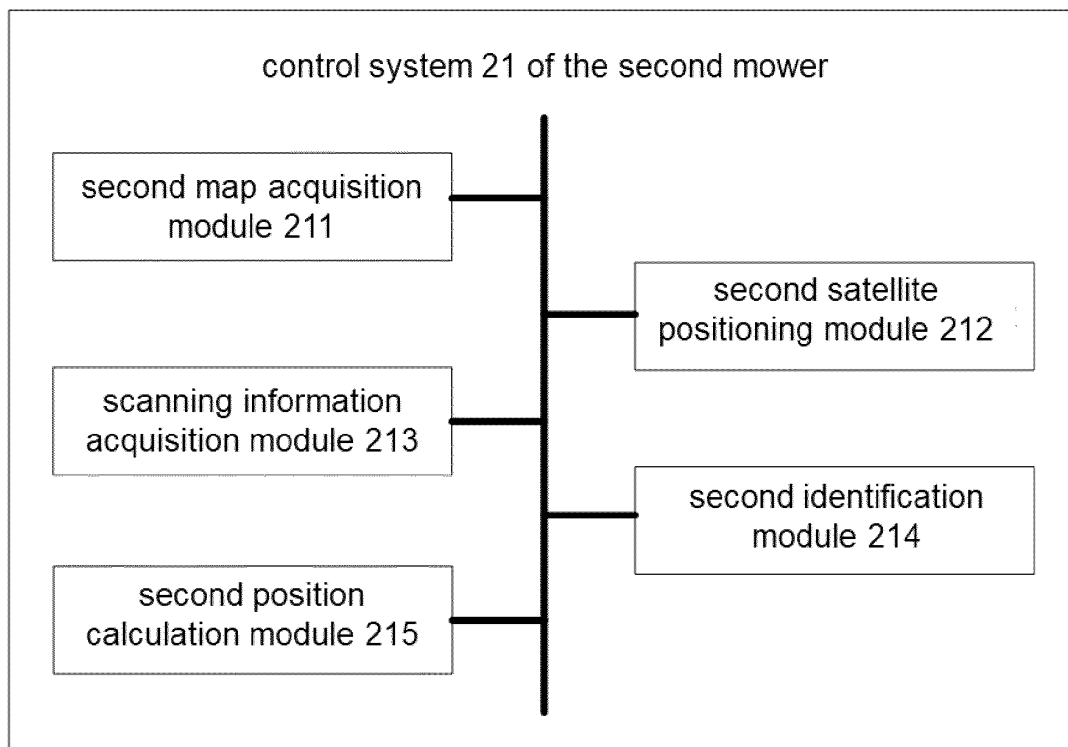 control system 21 of the second mower
second map acquisition
module 211
second satellite
positioning module 212
scanning information
acquisition module 213
second identification
module 214
second position
calculation module 215